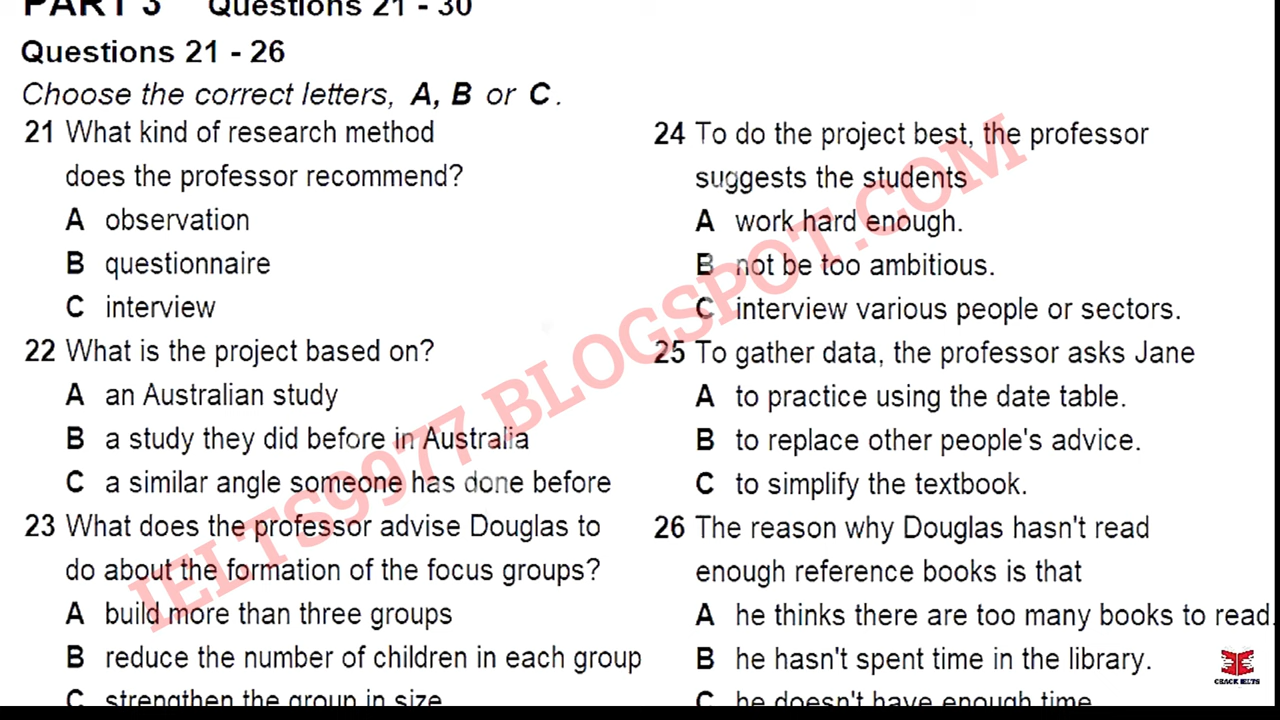 PART 3 Questions 21 - 30
Questions 21 - 26
Choose the correct letters, A, B or C.
21 What kind of research method
does the professor recommend?
A observation
B questionnaire
C interview
22 What is the project based on?
A an Australian study
B a study they did before in Australia
C a similar angle someone has done before
23 What does the professor advise Douglas to
do about the formation of the focus groups?
A build more than three groups
B reduce the number of children in each group
C strengthen the group in size
24 To do the project best, the professor
suggests the students
A work hard enough.
B not be too ambitious.
C interview various people or sectors.
25 To gather data, the professor asks Jane
A to practice using the date table.
B to replace other people's advice.
C to simplify the textbook.
26 The reason why Douglas hasn't read
enough reference books is that
A he thinks there are too many books to read.
B he hasn't spent time in the library.
C he doesn't have enough time
IELTS9977 BLOGSPOT.COM
CRACK IELTS